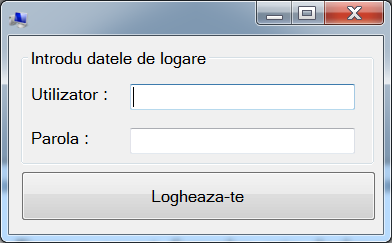 Introdu datele de logare
Utilizator :
Parola :
Logheaza-te